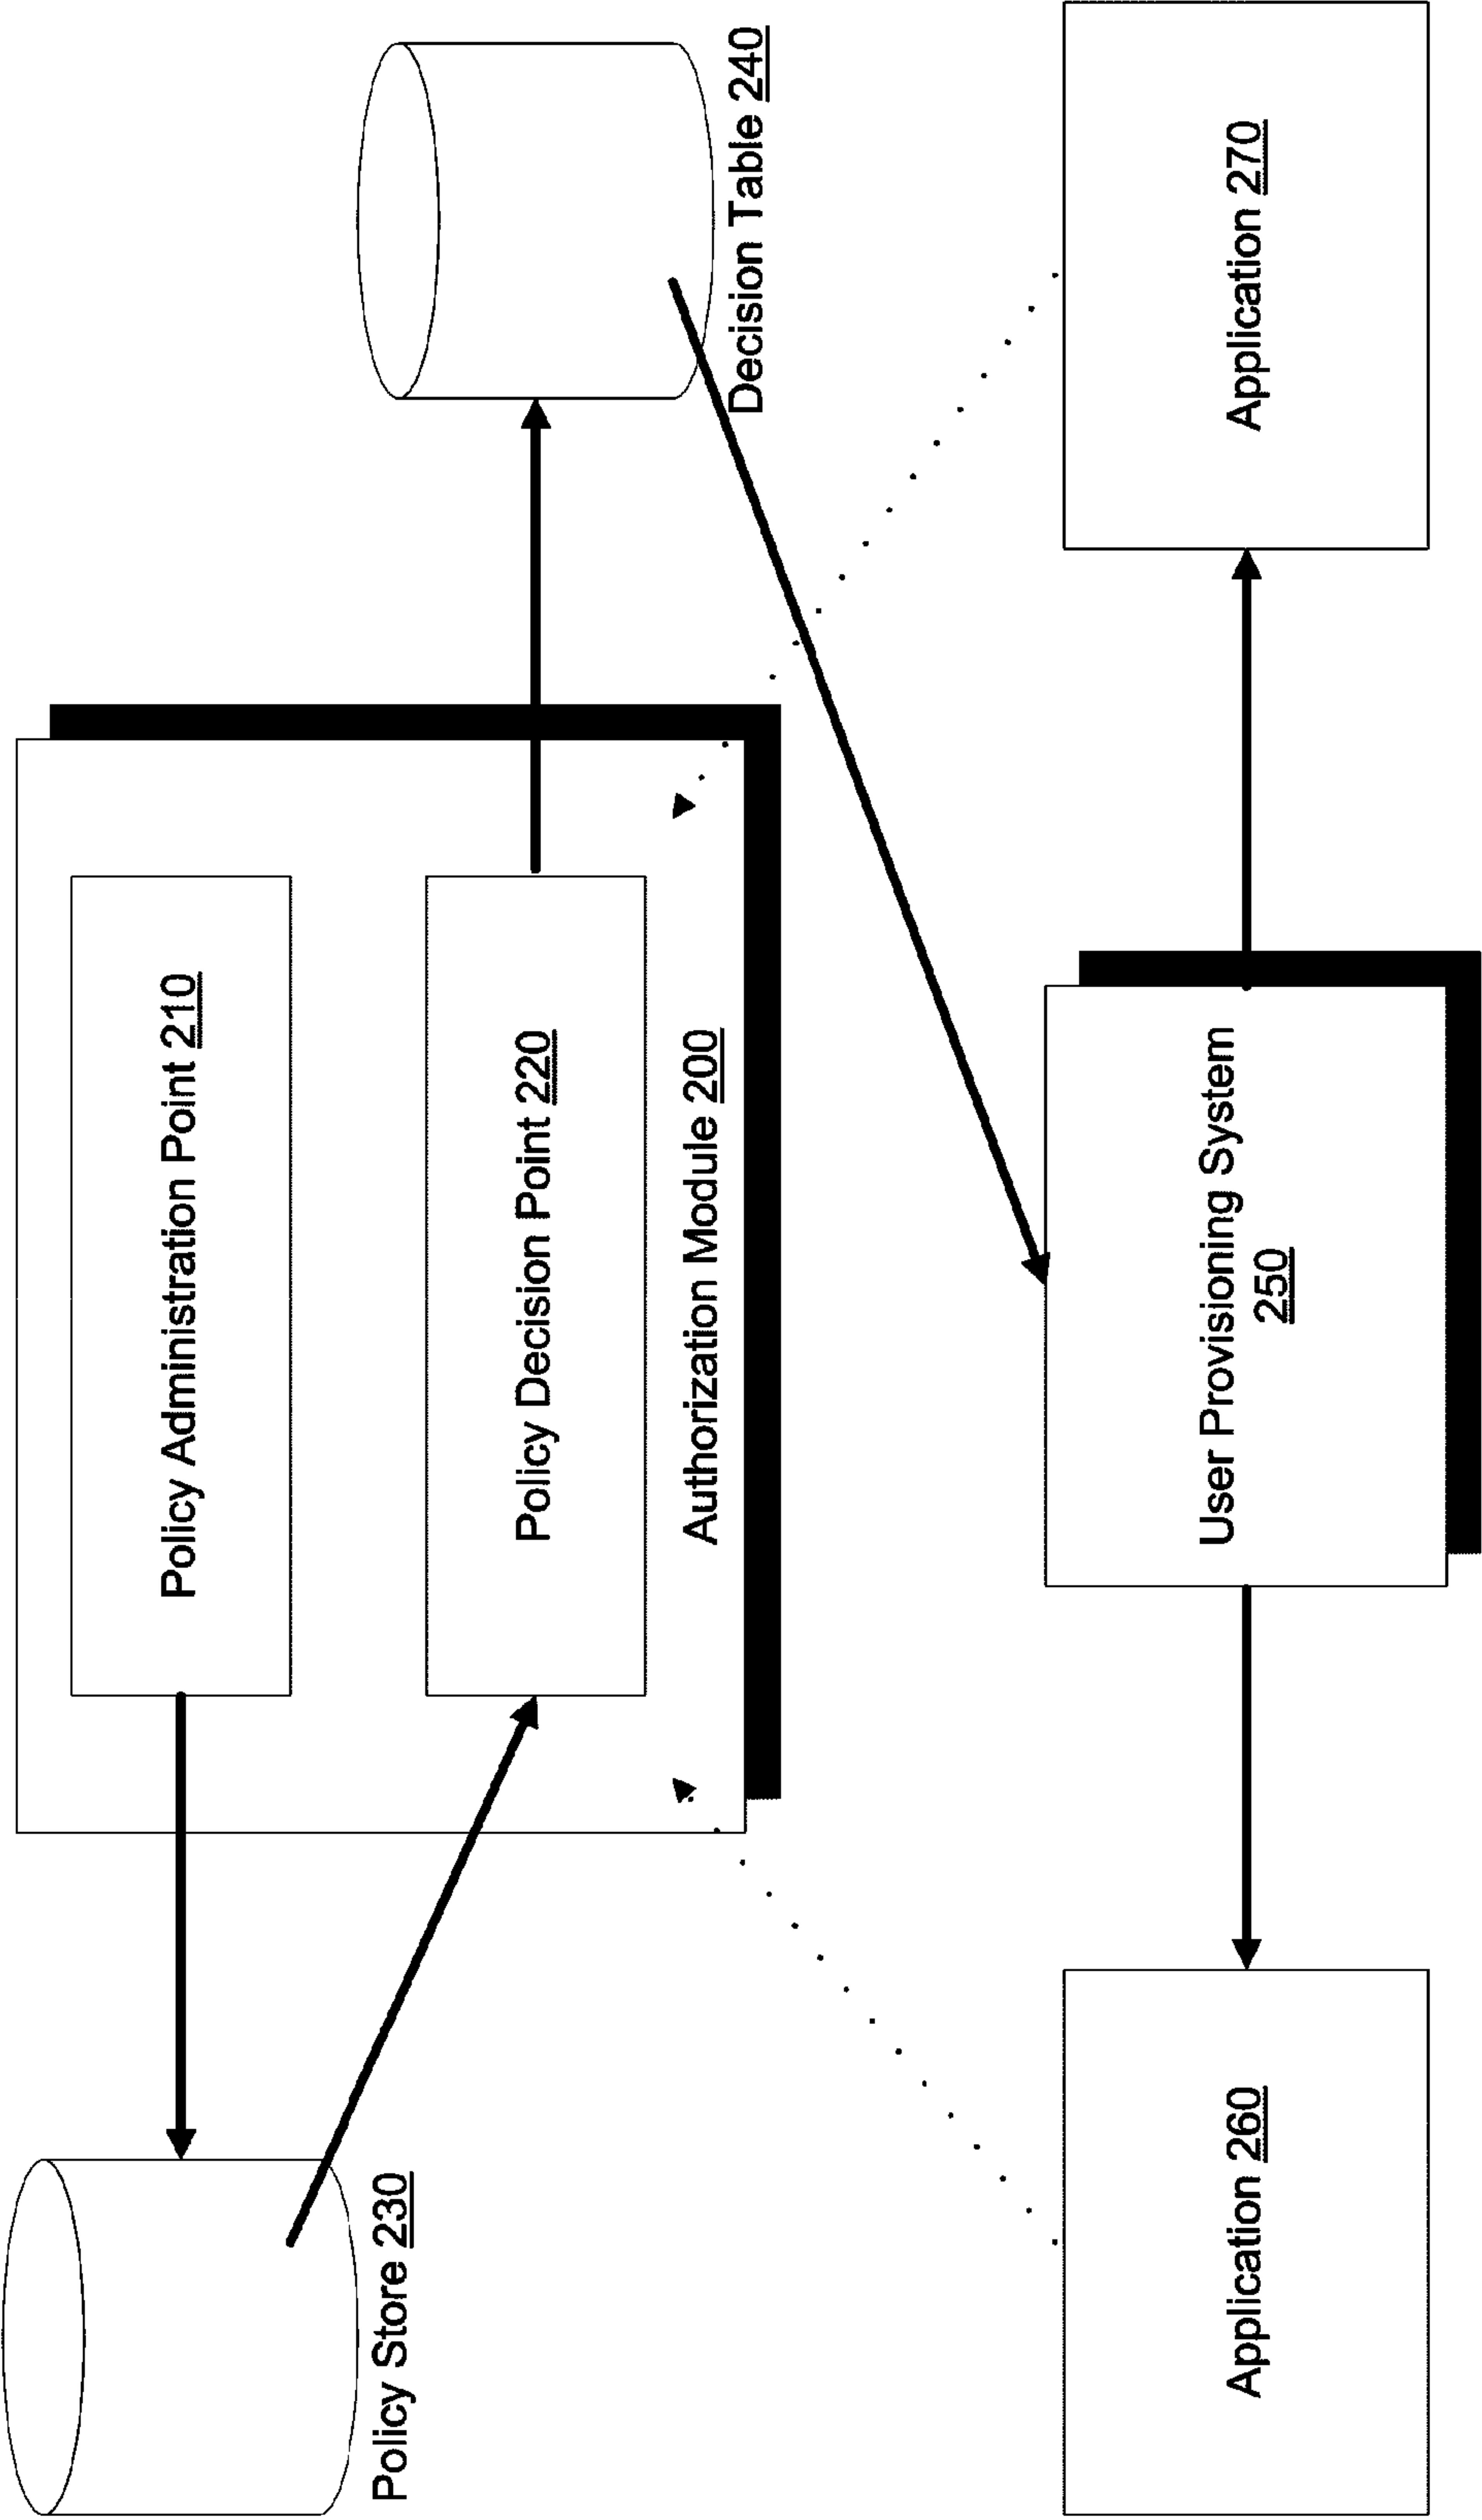 Policy Administration Point 210
Policy Store 230
Policy Decision Point 220
Authorization Module 200
Decision Table 240
Application 260
User Provisioning System
250
Application 270